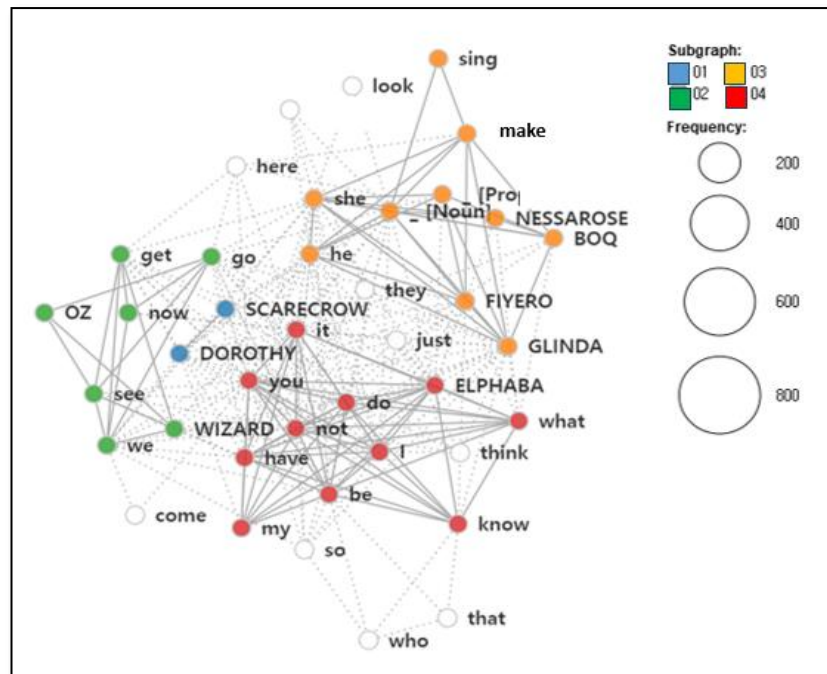 sing
look
make
here
she
_ [Pro
_ [Noun]
NESSAROSE
BOQ
get
go
he
they
FIYERO
OZ
now
SCARECROW
it
just
GLINDA
DOROTHY
you
ELPHABA
see
do
what
WIZARD
not
we
have
I
think
be
come
my
know
so
that
who
Subgraph:
01 03
02 04
Frequency:
200
400
600
800